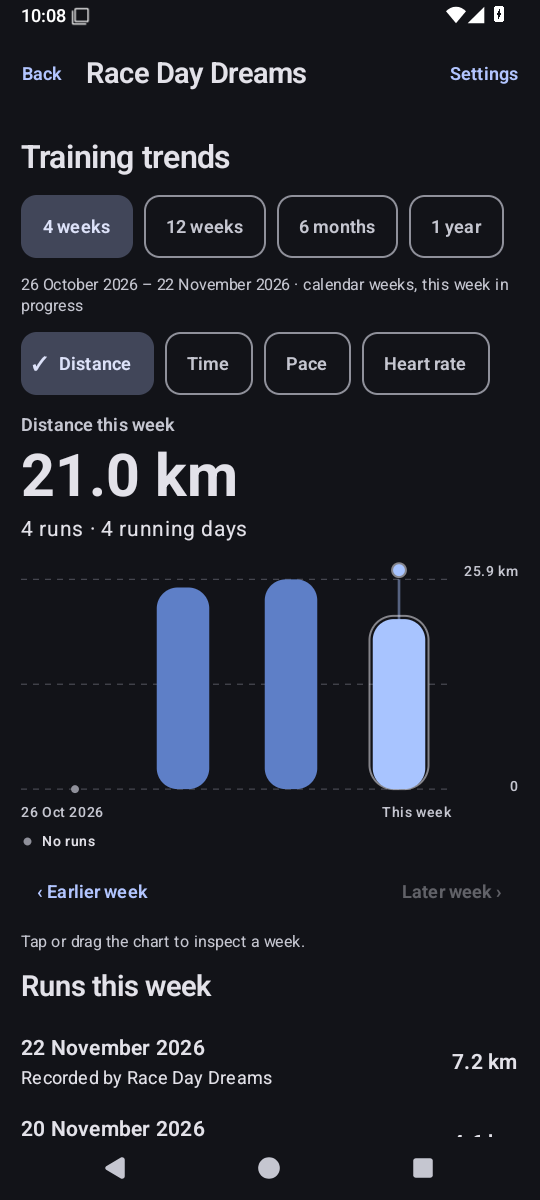 10:08
Back Race Day Dreams Settings
Training trends
4 weeks 12 weeks 6 months 1 year
26 October 2026 – 22 November 2026 · calendar weeks, this week in
progress
✓ Distance Time Pace Heart rate
Distance this week
21.0 km
4 runs · 4 running days
25.9 km
0
26 Oct 2026 This week
No runs
‹ Earlier week Later week ›
Tap or drag the chart to inspect a week.
Runs this week
22 November 2026
7.2 km
Recorded by Race Day Dreams
20 November 2026